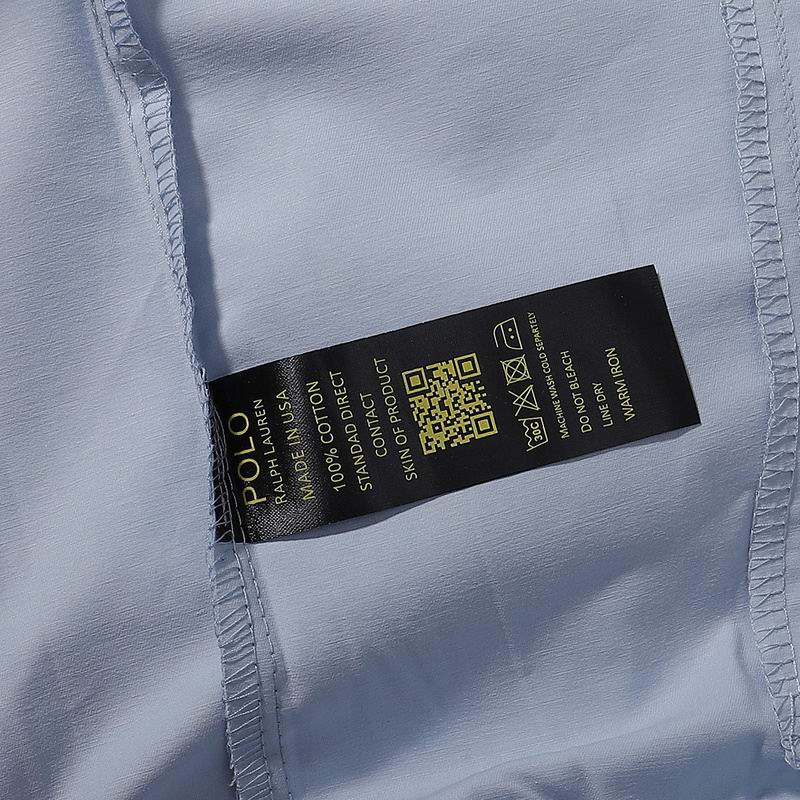 POLO
RALPH LAUREN
MADE IN USA
100% COTTON
STANDAD DIRECT
CONTACT
SKIN OF PRODUCT
30C
MACHINE WASH COLD SEPARTELY
DO NOT BLEACH
LINE DRY
WARM IRON